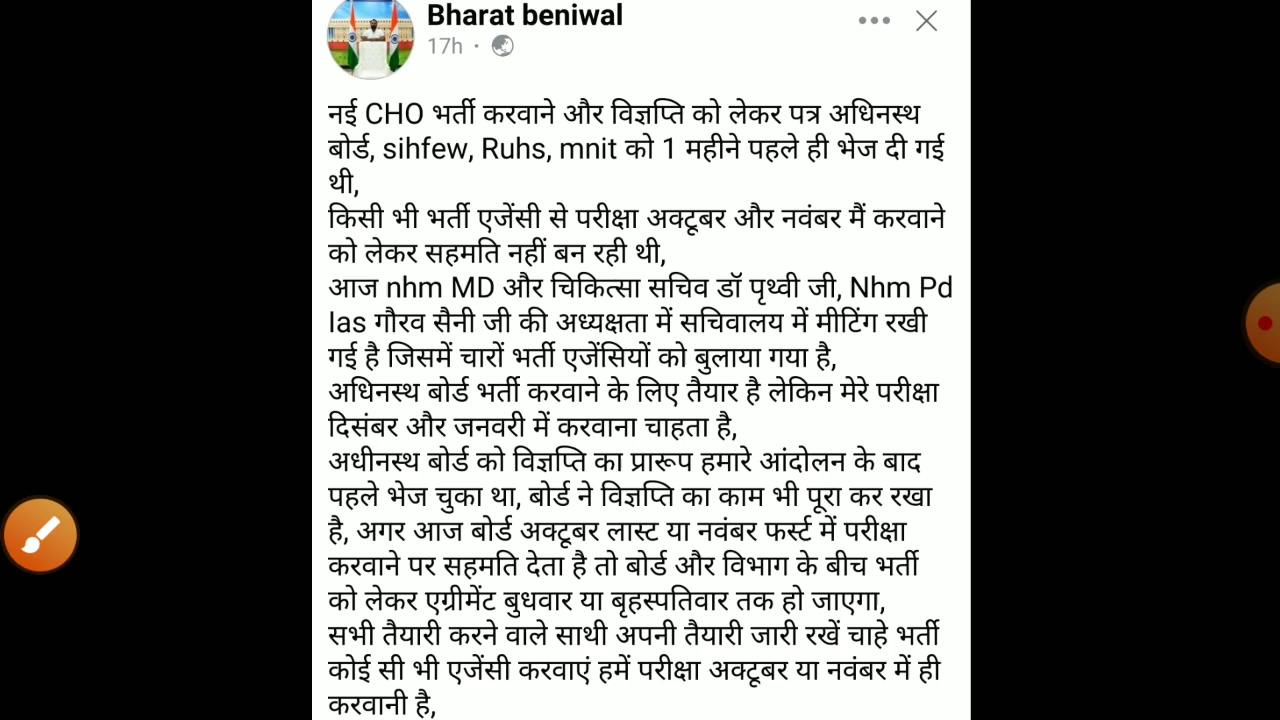 Bharat beniwal
17h ·
नई CHO भर्ती करवाने और विज्ञप्ति को लेकर पत्र अधिनस्थ
बोर्ड, sihfew, Ruhs, mnit को 1 महीने पहले ही भेज दी गई
थी,
किसी भी भर्ती एजेंसी से परीक्षा अक्टूबर और नवंबर मैं करवाने
को लेकर सहमति नहीं बन रही थी,
आज nhm MD और चिकित्सा सचिव डॉ पृथ्वी जी, Nhm Pd
Ias गौरव सैनी जी की अध्यक्षता में सचिवालय में मीटिंग रखी
गई है जिसमें चारों भर्ती एजेंसियों को बुलाया गया है,
अधिनस्थ बोर्ड भर्ती करवाने के लिए तैयार है लेकिन मेरे परीक्षा
दिसंबर और जनवरी में करवाना चाहता है,
अधीनस्थ बोर्ड को विज्ञप्ति का प्रारूप हमारे आंदोलन के बाद
पहले भेज चुका था, बोर्ड ने विज्ञप्ति का काम भी पूरा कर रखा
है, अगर आज बोर्ड अक्टूबर लास्ट या नवंबर फर्स्ट में परीक्षा
करवाने पर सहमति देता है तो बोर्ड और विभाग के बीच भर्ती
को लेकर एग्रीमेंट बुधवार या बृहस्पतिवार तक हो जाएगा,
सभी तैयारी करने वाले साथी अपनी तैयारी जारी रखें चाहे भर्ती
कोई सी भी एजेंसी करवाएं हमें परीक्षा अक्टूबर या नवंबर में ही
करवानी है,